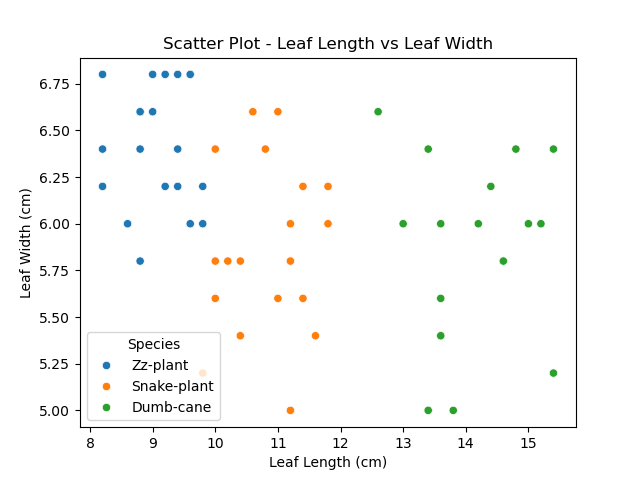 Scatter Plot - Leaf Length vs Leaf Width
6.75
6.50
6.25
6.00
5.75
5.50
5.25
5.00
Leaf Width (cm)
Species
Zz-plant
Snake-plant
Dumb-cane
8 9 10 11 12 13 14 15
Leaf Length (cm)